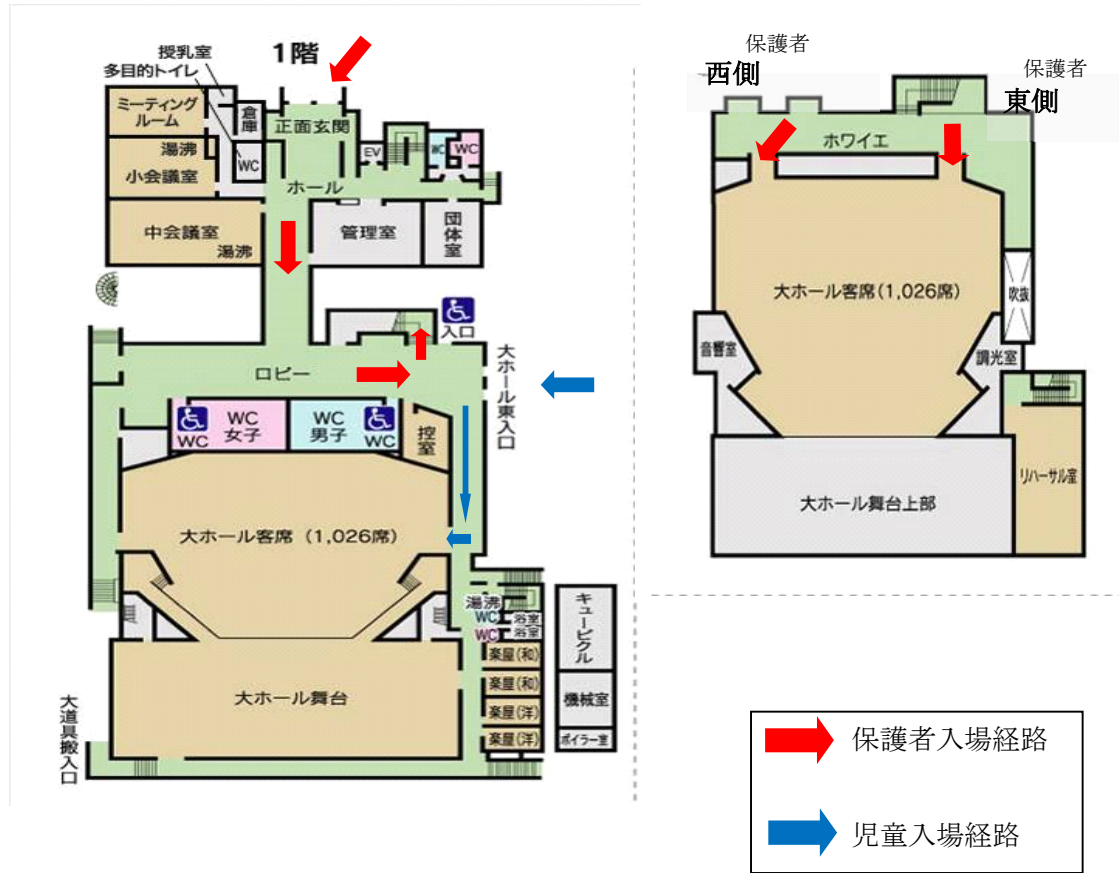 1階
授乳室
多目的トイレ
ミーティング
ルーム
倉庫
正面玄関
湯沸
小会議室
WC
EV
WC
WC
ホール
中会議室
湯沸
管理室
団体室
入口
ロビー
大ホール東入口
WC
WC
女子
WC
男子
WC
控室
大ホール客席(1,026席)
湯沸
WC
浴室
WC
浴室
楽屋(和)
楽屋(和)
楽屋(洋)
楽屋(洋)
キュービクル
機械室
ボイラー室
大ホール舞台
大道具搬入口
保護者
西側
保護者
東側
ホワイエ
大ホール客席(1,026席)
吹抜
音響室
調光室
リハーサル室
大ホール舞台上部
保護者入場経路
児童入場経路